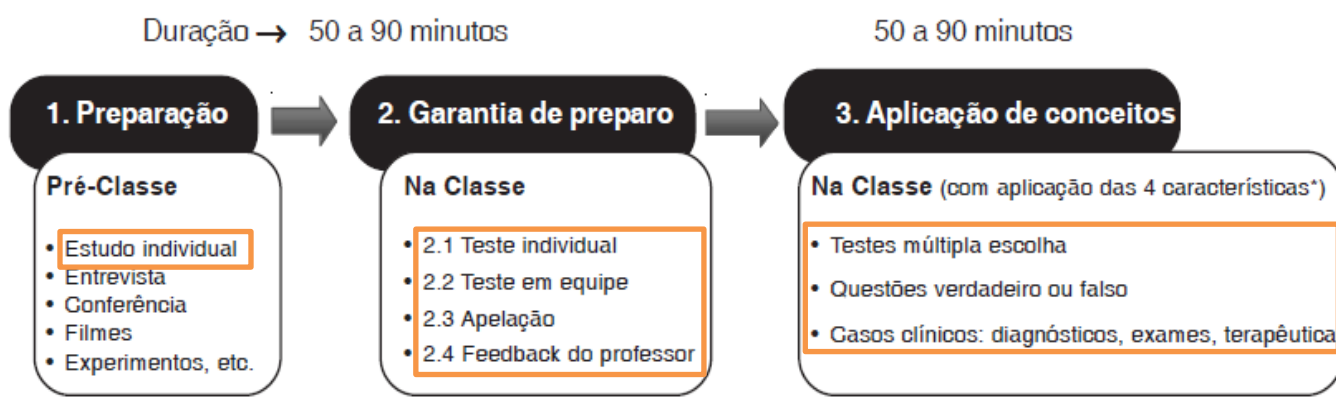 Duração → 50 a 90 minutos
50 a 90 minutos
1. Preparação
2. Garantia de preparo
3. Aplicação de conceitos
Pré-Classe
• Estudo individual
• Entrevista
• Conferência
• Filmes
• Experimentos, etc.
Na Classe
• 2.1 Teste individual
• 2.2 Teste em equipe
• 2.3 Apelação
• 2.4 Feedback do professor
Na Classe (com aplicação das 4 características*)
• Testes múltipla escolha
• Questões verdadeiro ou falso
• Casos clínicos: diagnósticos, exames, terapêutica